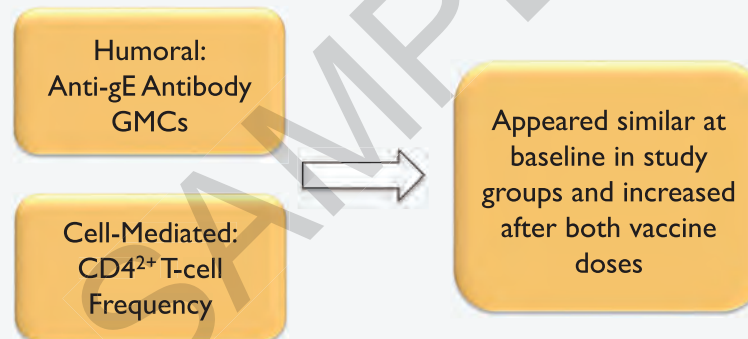 Humoral:
Anti-gE Antibody
GMCs
Cell-Mediated:
CD4²⁺ T-cell
Frequency
Appeared similar at
baseline in study
groups and increased
after both vaccine
doses
SAMPL